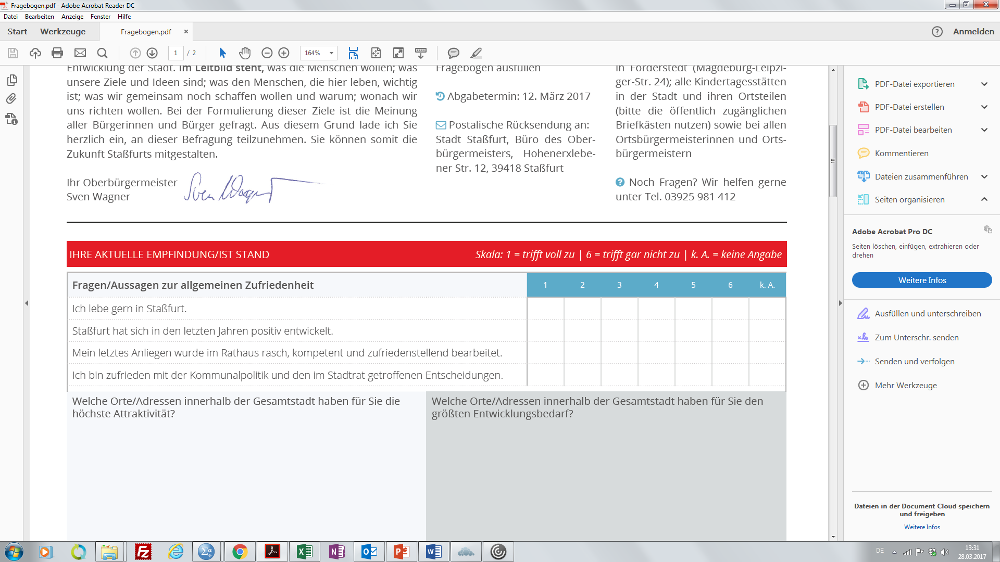 Fragebogen.pdf - Adobe Acrobat Reader DC
Datei Bearbeiten Anzeige Fenster Hilfe
Start Werkzeuge Fragebogen.pdf × Anmelden
1 / 2 164%
Entwicklung der Stadt. Im Leitbild steht, was die Menschen wollen; was
unsere Ziele und Ideen sind; was den Menschen, die hier leben, wichtig
ist; was wir gemeinsam noch schaffen wollen und warum; wonach wir
uns richten wollen. Bei der Formulierung dieser Ziele ist die Meinung
aller Bürgerinnen und Bürger gefragt. Aus diesem Grund lade ich Sie
herzlich ein, an dieser Befragung teilzunehmen. Sie können somit die
Zukunft Staßfurts mitgestalten.
Ihr Oberbürgermeister
Sven Wagner
Sven Wagner
Fragebogen ausfüllen
Abgabetermin: 12. März 2017
Postalische Rücksendung an:
Stadt Staßfurt, Büro des Ober-
bürgermeisters, Hohenerxlebe-
ner Str. 12, 39418 Staßfurt
in Förderstedt (Magdeburg-Leipzi-
ger-Str. 24); alle Kindertagesstätten
in der Stadt und ihren Ortsteilen
(bitte die öffentlich zugänglichen
Briefkästen nutzen) sowie bei allen
Ortsbürgermeisterinnen und Orts-
bürgermeistern
Noch Fragen? Wir helfen gerne
unter Tel. 03925 981 412
IHRE AKTUELLE EMPFINDUNG/IST STAND Skala: 1 = trifft voll zu | 6 = trifft gar nicht zu | k. A. = keine Angabe
Fragen/Aussagen zur allgemeinen Zufriedenheit 1 2 3 4 5 6 k. A.
Ich lebe gern in Staßfurt.
Staßfurt hat sich in den letzten Jahren positiv entwickelt.
Mein letztes Anliegen wurde im Rathaus rasch, kompetent und zufriedenstellend bearbeitet.
Ich bin zufrieden mit der Kommunalpolitik und den im Stadtrat getroffenen Entscheidungen.
Welche Orte/Adressen innerhalb der Gesamtstadt haben für Sie die
höchste Attraktivität?
Welche Orte/Adressen innerhalb der Gesamtstadt haben für Sie den
größten Entwicklungsbedarf?
PDF-Datei exportieren
PDF-Datei erstellen
PDF-Datei bearbeiten
Kommentieren
Dateien zusammenführen
Seiten organisieren
Adobe Acrobat Pro DC
Seiten löschen, einfügen, extrahieren oder
drehen
Weitere Infos
Ausfüllen und unterschreiben
Zum Unterschr. senden
Senden und verfolgen
Mehr Werkzeuge
Dateien in der Document Cloud speichern
und freigeben
Weitere Infos
DE 13:31
28.03.2017